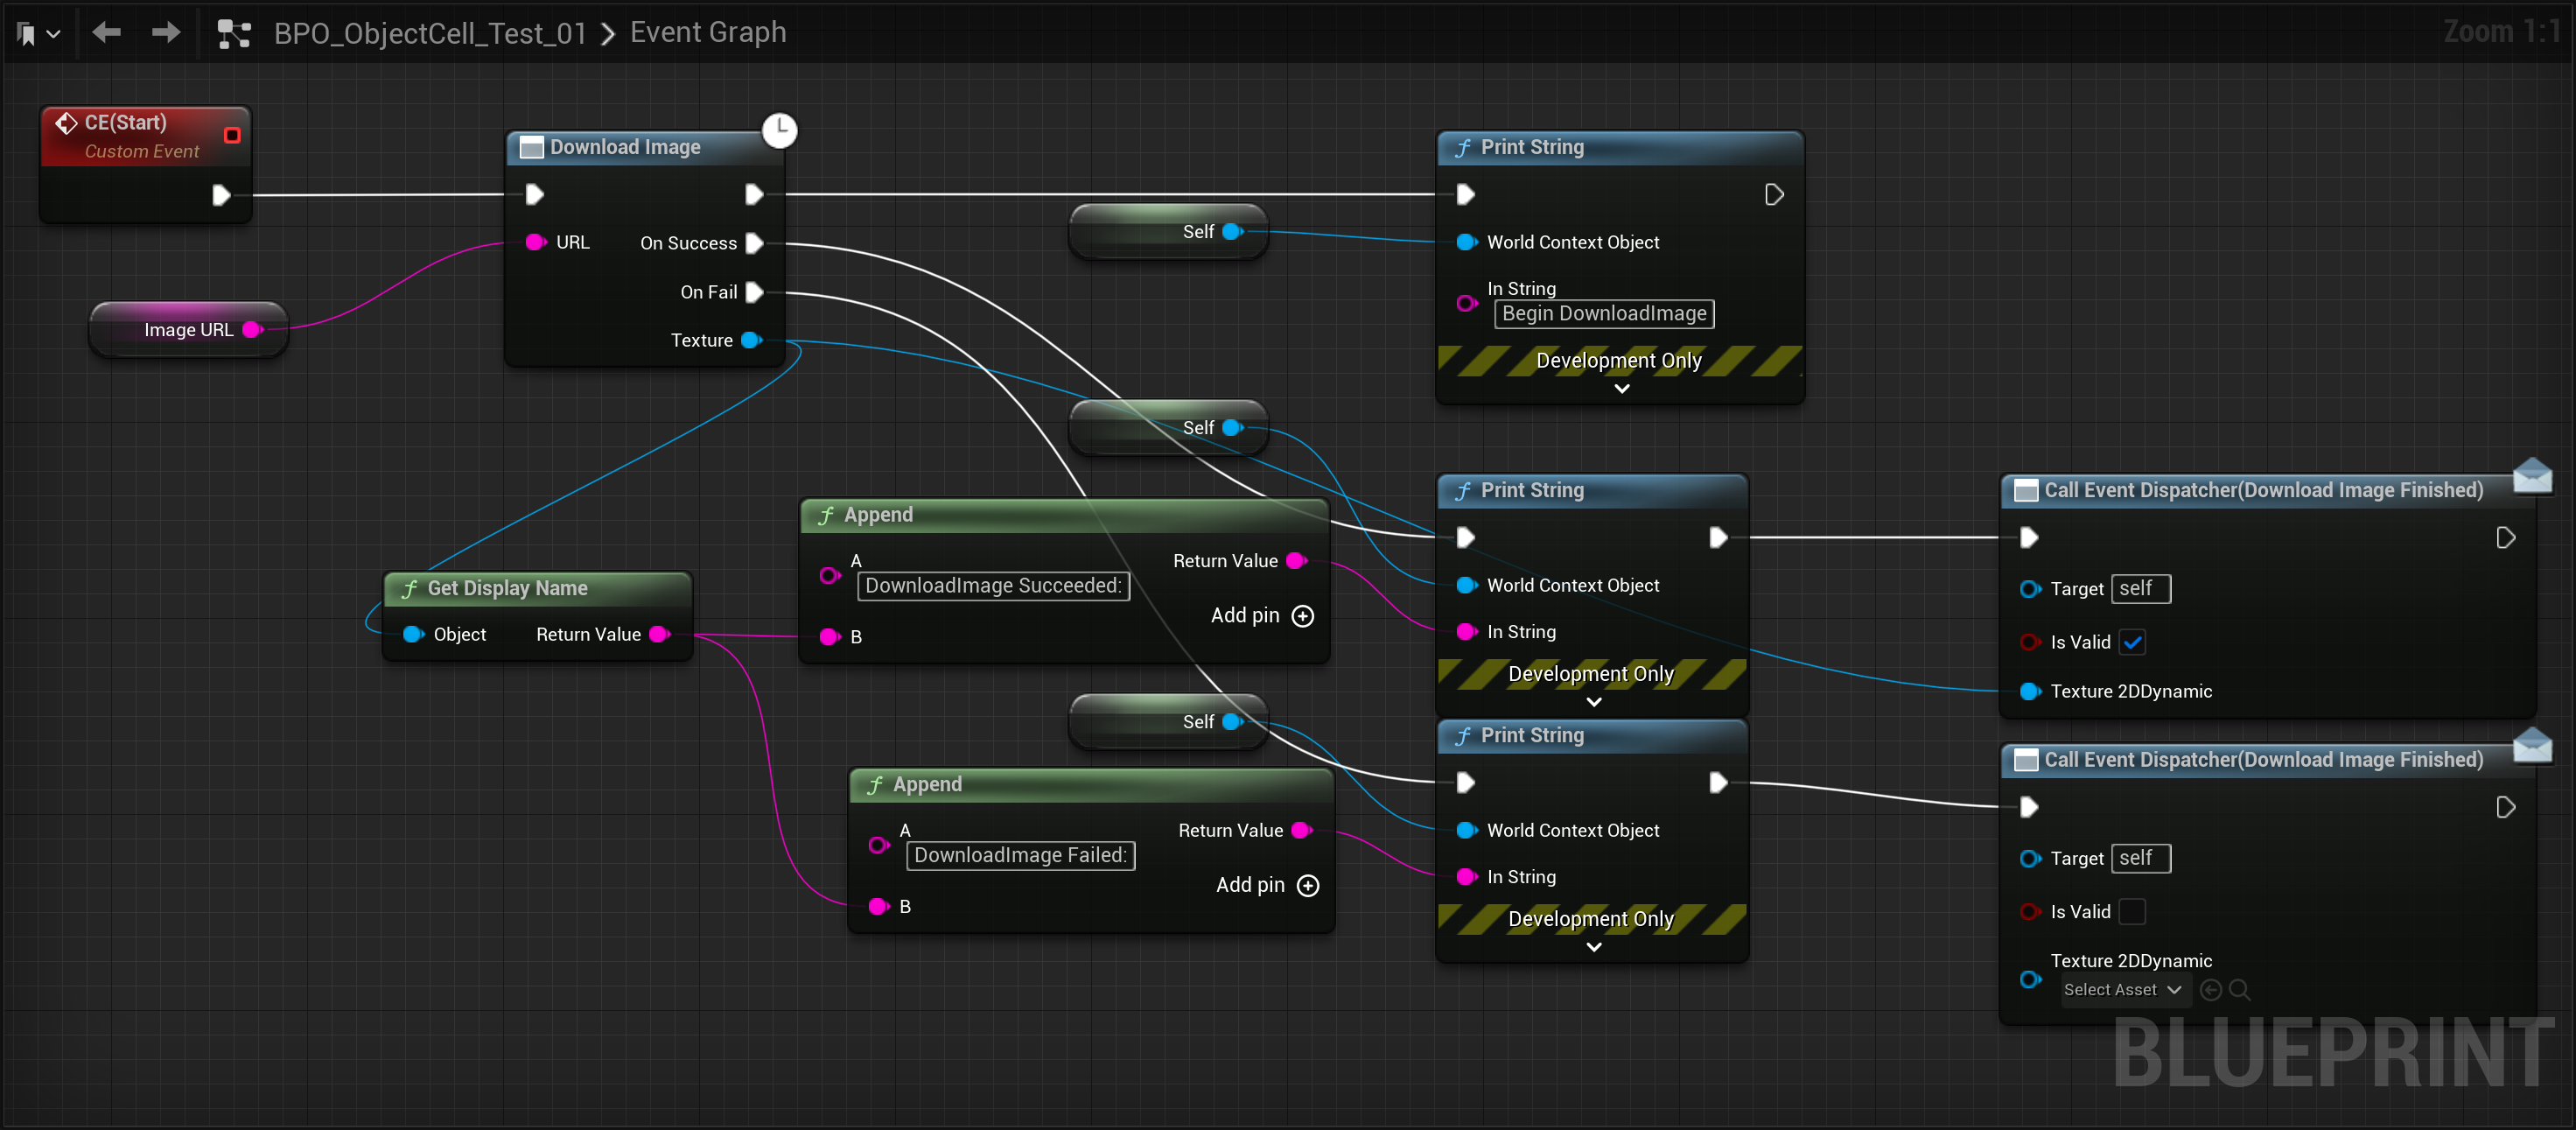 BPO_ObjectCell_Test_01 > Event Graph
Zoom 1:1
CE(Start)
Custom Event
Image URL
Download Image
URL
On Success
On Fail
Texture
Self
Print String
World Context Object
In String
Begin DownloadImage
Development Only
Self
Get Display Name
Object
Return Value
Append
A
DownloadImage Succeeded:
Return Value
Add pin
B
Print String
World Context Object
In String
Development Only
Call Event Dispatcher(Download Image Finished)
Target self
Is Valid
Texture 2DDynamic
Self
Append
A
DownloadImage Failed:
Return Value
Add pin
B
Print String
World Context Object
In String
Development Only
Call Event Dispatcher(Download Image Finished)
Target self
Is Valid
Texture 2DDynamic
Select Asset
BLUEPRINT